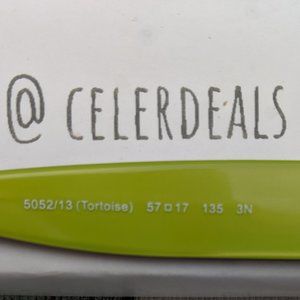 @ CELERDEALS
5052/13 (Tortoise) 57▢17 135 3N